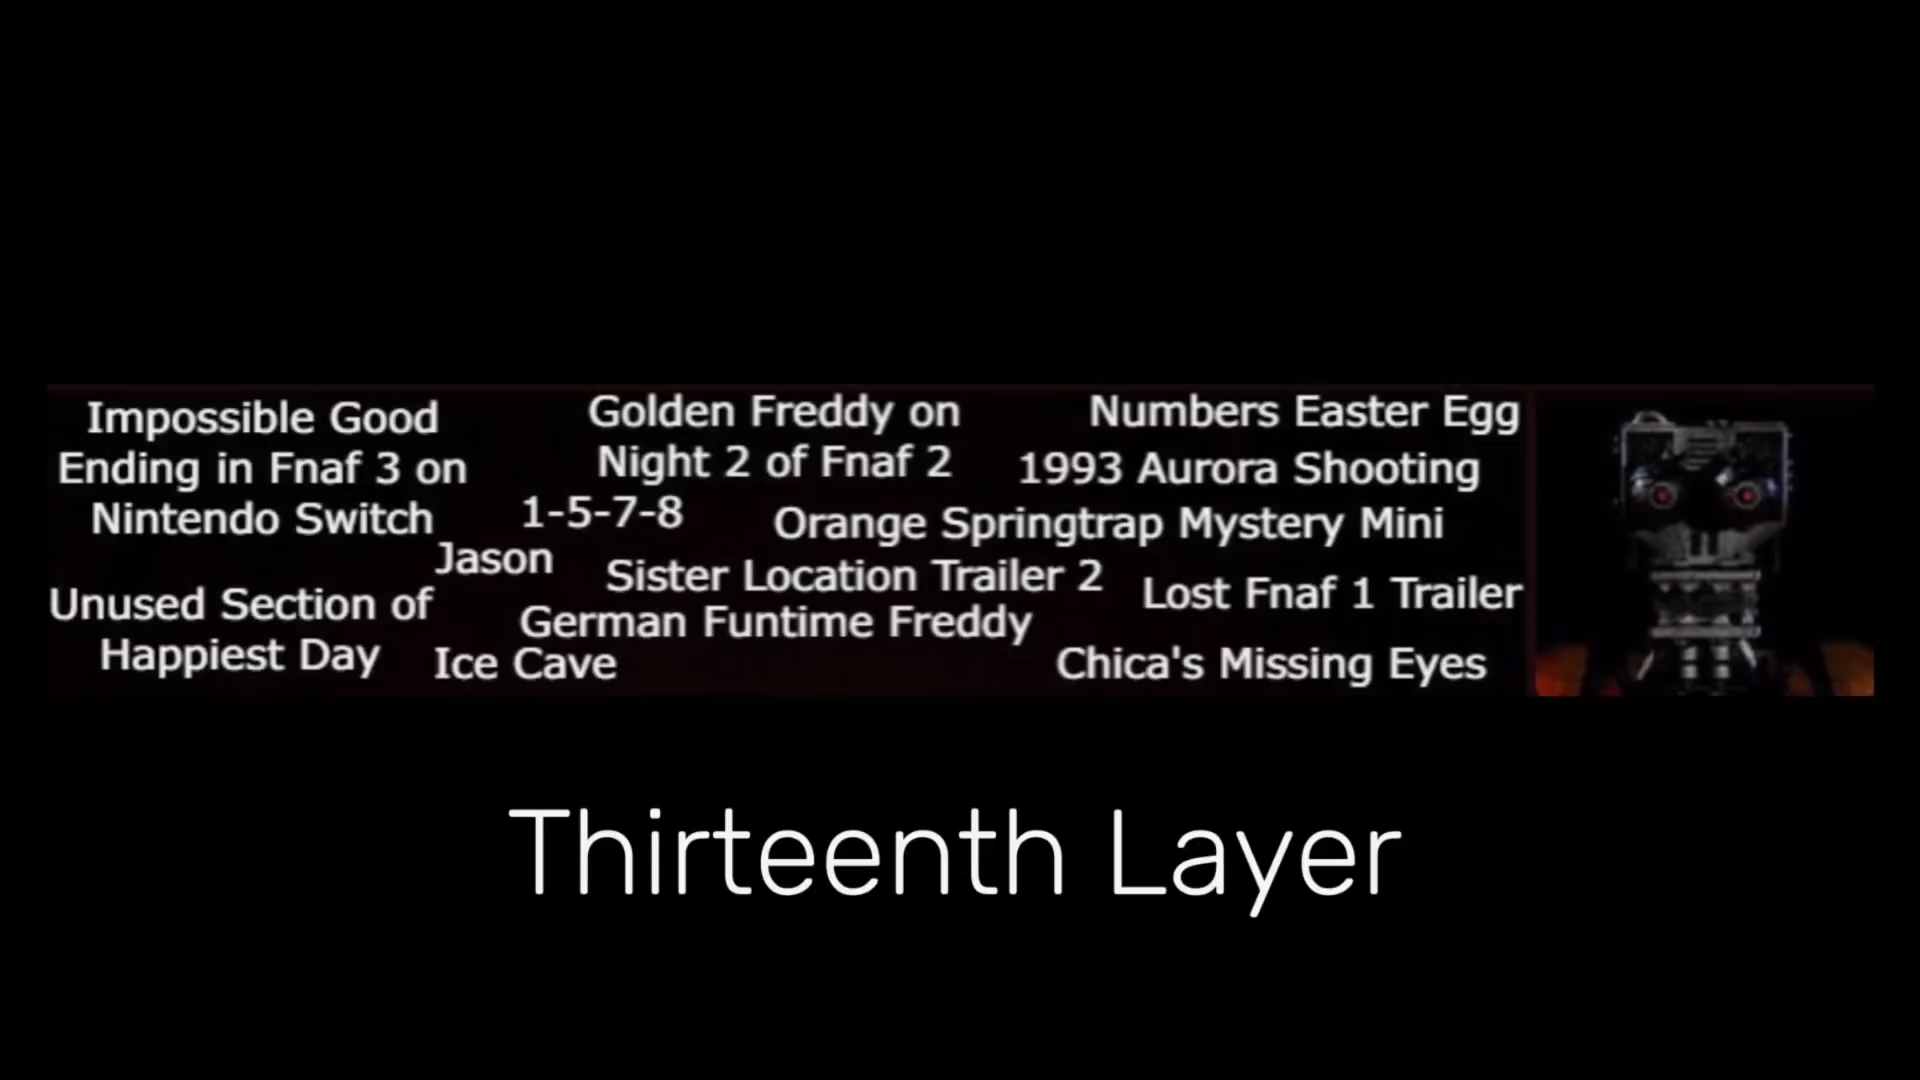 Impossible Good
Ending in Fnaf 3 on
Nintendo Switch
Golden Freddy on
Night 2 of Fnaf 2
Numbers Easter Egg
1993 Aurora Shooting
1-5-7-8
Orange Springtrap Mystery Mini
Jason
Sister Location Trailer 2
Lost Fnaf 1 Trailer
Unused Section of
Happiest Day
German Funtime Freddy
Ice Cave
Chica's Missing Eyes
Thirteenth Layer